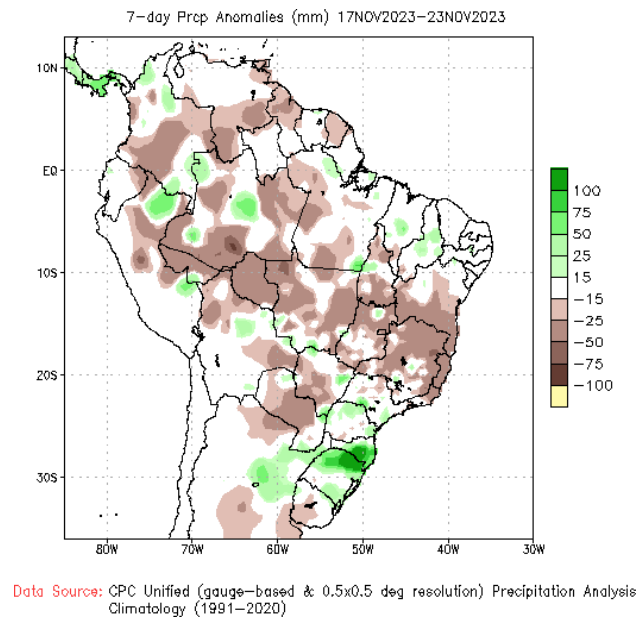 7-day Prcp Anomalies (mm) 17NOV2023-23NOV2023
10N
EQ
10S
20S
30S
80W 70W 60W 50W 40W 30W
100
75
50
25
15
-15
-25
-50
-75
-100
Data Source: CPC Unified (gauge-based & 0.5x0.5 deg resolution) Precipitation Analysis
Climatology (1991-2020)